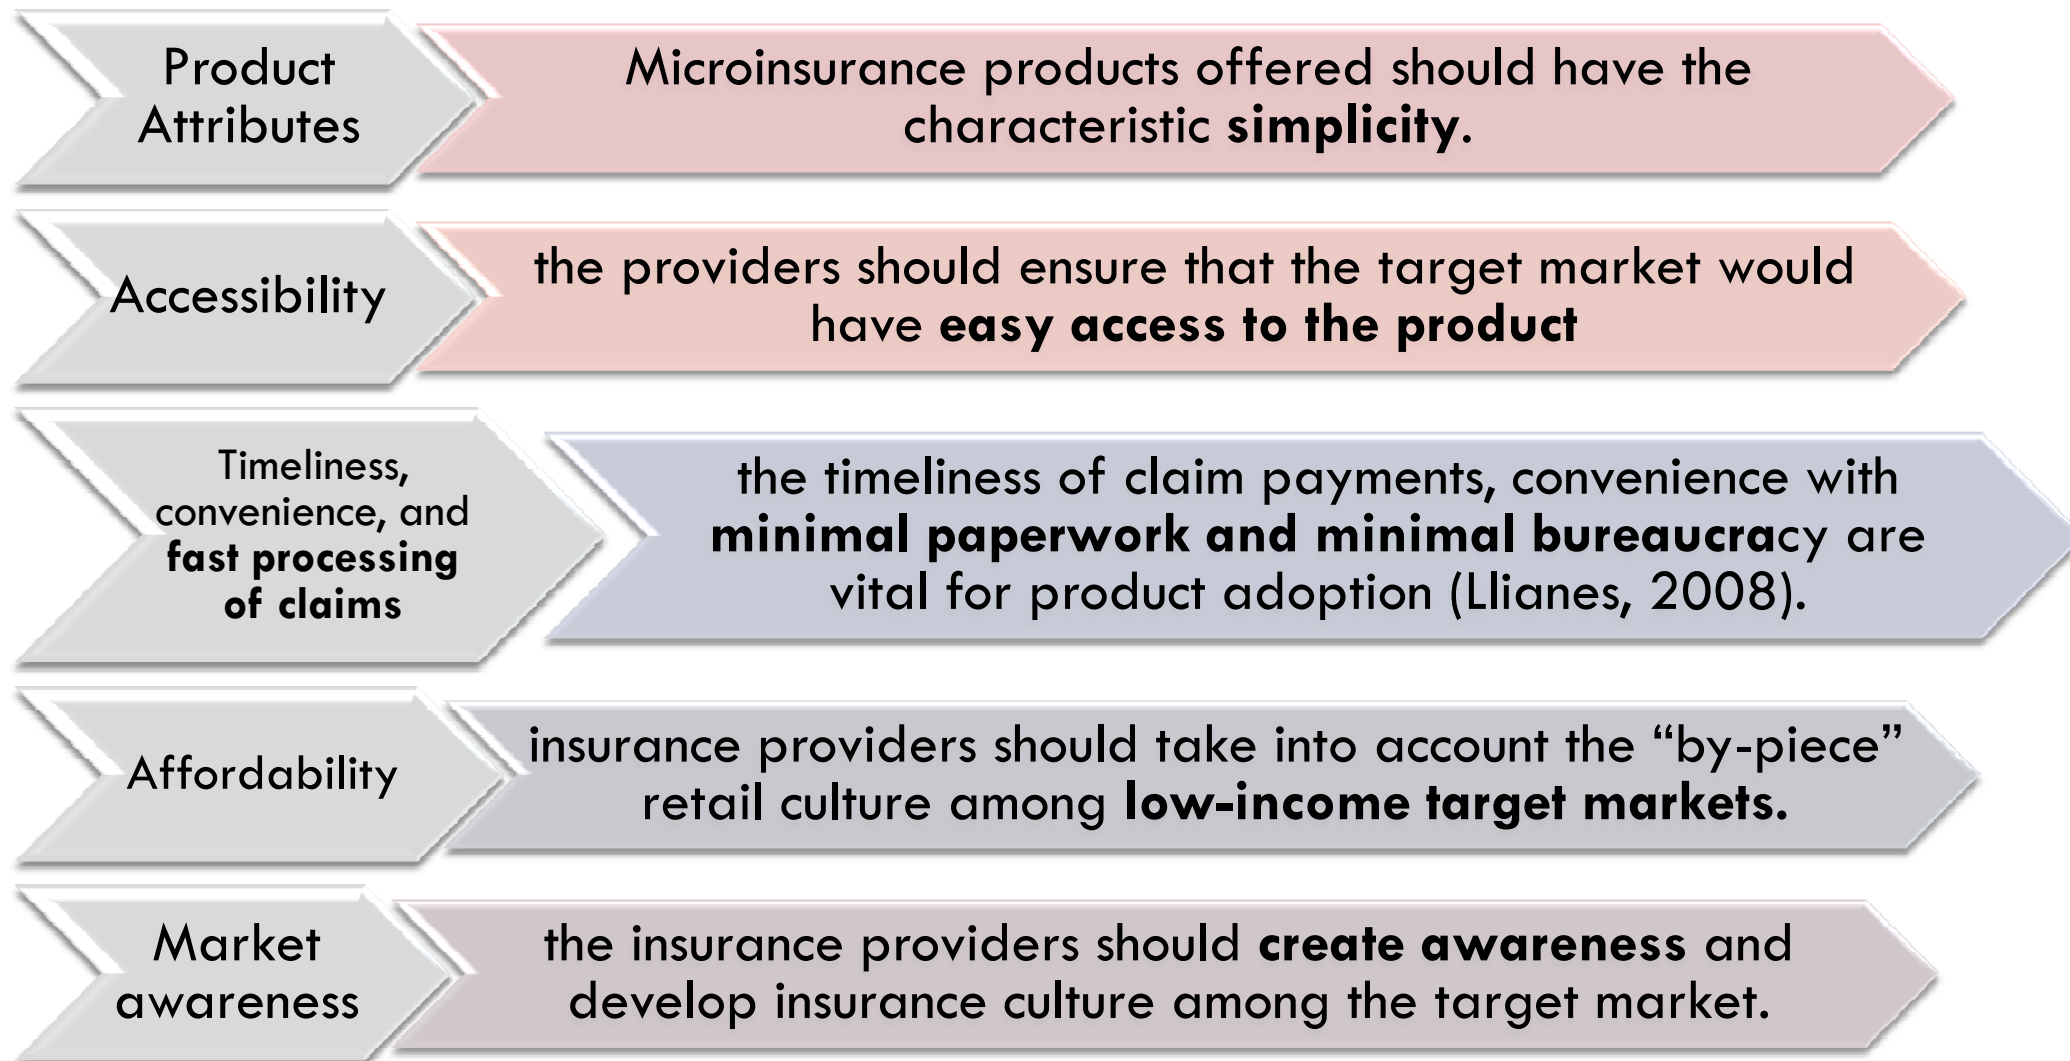 Product
Attributes
Microinsurance products offered should have the
characteristic simplicity.
Accessibility
the providers should ensure that the target market would
have easy access to the product
Timeliness,
convenience, and
fast processing
of claims
the timeliness of claim payments, convenience with
minimal paperwork and minimal bureaucracy are
vital for product adoption (Llianes, 2008).
Affordability
insurance providers should take into account the “by-piece”
retail culture among low-income target markets.
Market
awareness
the insurance providers should create awareness and
develop insurance culture among the target market.